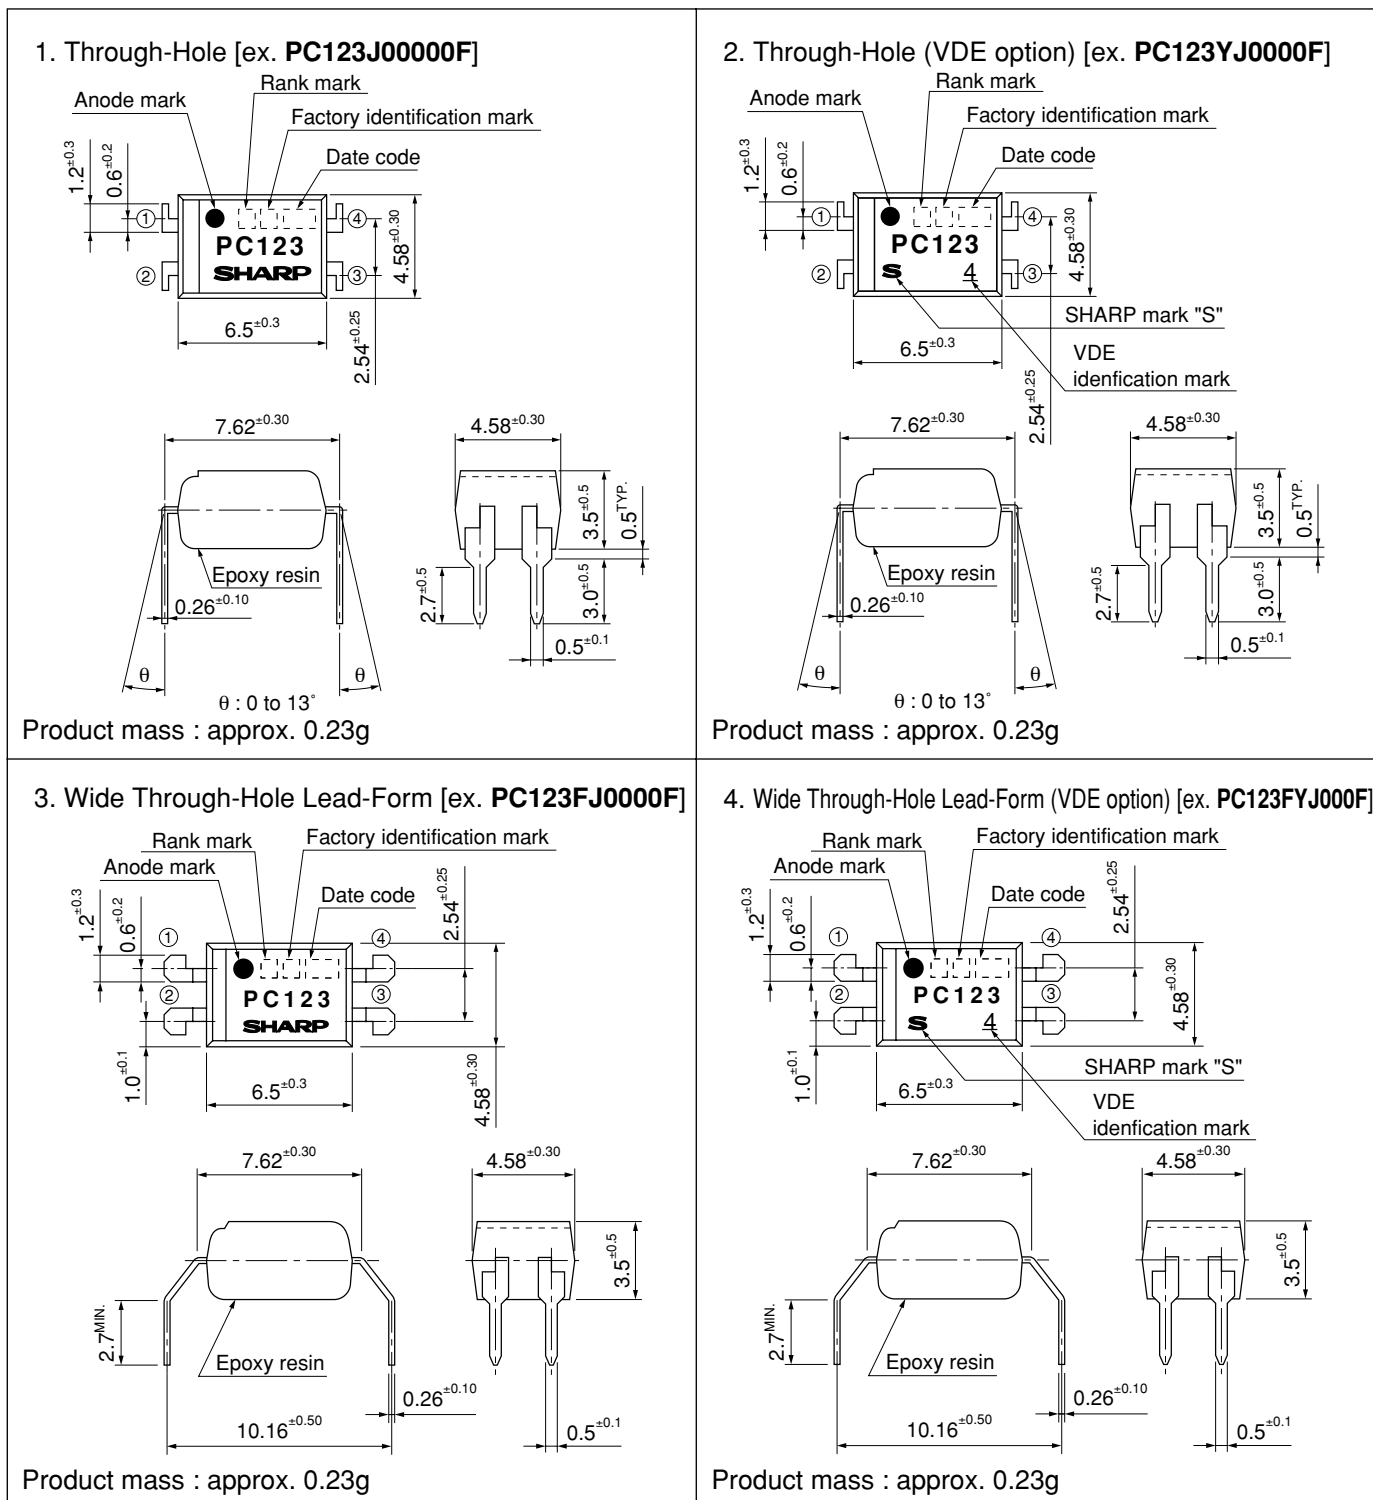 1. Through-Hole [ex. PC123J00000F]
Rank mark
Anode mark
Factory identification mark
Date code
1.2±0.3
0.6±0.2
①
④
PC123
②
SHARP
③
4.58±0.30
6.5±0.3
2.54±0.25
7.62±0.30
4.58±0.30
3.5±0.5
0.5TYP.
Epoxy resin
0.26±0.10
2.7±0.5
3.0±0.5
0.5±0.1
θ
θ
θ : 0 to 13˚
Product mass : approx. 0.23g
2. Through-Hole (VDE option) [ex. PC123YJ0000F]
Rank mark
Anode mark
Factory identification mark
Date code
1.2±0.3
0.6±0.2
①
④
PC123
②
S
4
③
4.58±0.30
SHARP mark "S"
6.5±0.3
VDE
idenfication mark
2.54±0.25
7.62±0.30
4.58±0.30
3.5±0.5
0.5TYP.
Epoxy resin
0.26±0.10
2.7±0.5
3.0±0.5
0.5±0.1
θ
θ
θ : 0 to 13˚
Product mass : approx. 0.23g
3. Wide Through-Hole Lead-Form [ex. PC123FJ0000F]
Rank mark
Factory identification mark
Anode mark
Date code
1.2±0.3
0.6±0.2
2.54±0.25
①
④
②
PC123
③
SHARP
1.0±0.1
6.5±0.3
4.58±0.30
7.62±0.30
4.58±0.30
3.5±0.5
2.7MIN.
Epoxy resin
0.26±0.10
10.16±0.50
0.5±0.1
Product mass : approx. 0.23g
4. Wide Through-Hole Lead-Form (VDE option) [ex. PC123FYJ000F]
Rank mark
Factory identification mark
Anode mark
Date code
1.2±0.3
0.6±0.2
2.54±0.25
①
④
②
PC123
③
S
4
4.58±0.30
1.0±0.1
6.5±0.3
SHARP mark "S"
VDE
idenfication mark
7.62±0.30
4.58±0.30
3.5±0.5
2.7MIN.
Epoxy resin
0.26±0.10
10.16±0.50
0.5±0.1
Product mass : approx. 0.23g